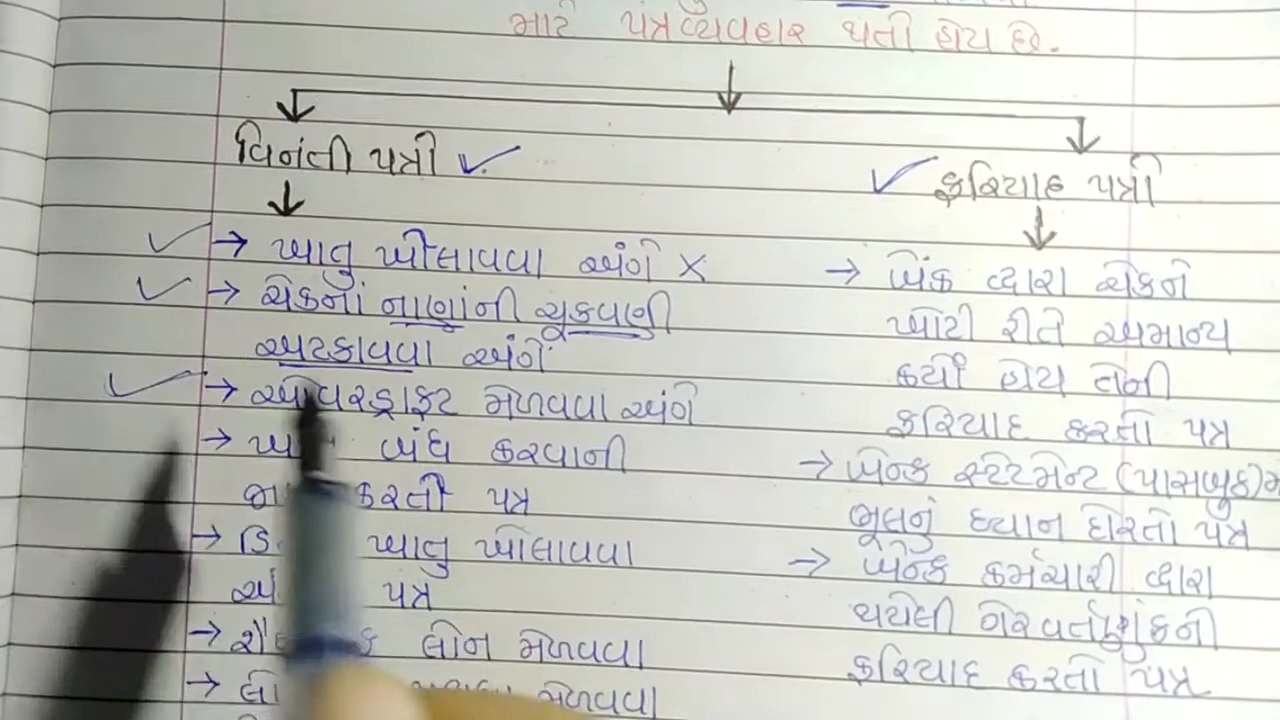 માટે પત્રવ્યવહાર થતો હોય છે.
વિનંતી પત્રો
→ ખાતુ ખોલાવવા અંગે x
→ ચેકનાં નાણાંની ચૂકવણી
અટકાવવા અંગે
→ ઓવરડ્રાફટ મેળવવા અંગે
→ બંધ કરવાની
કરતો પત્ર
→ ખાતુ ખોલાવવા
પત્ર
→ લોન મેળવવા
→ મેળવવા
ફરિયાદ પત્રો
→ બેંક દ્વારા ચેકને
ખોટી રીતે અમાન્ય
કર્યો હોય તેની
ફરિયાદ કરતો પત્ર
→ બેન્ક સ્ટેટમેન્ટ (પાસબુક)
ભૂલનું ધ્યાન દોરતો પત્ર
→ બેન્ક કર્મચારી દ્વારા
થયેલી ગેરવર્તણુંકની
ફરિયાદ કરતો પત્ર